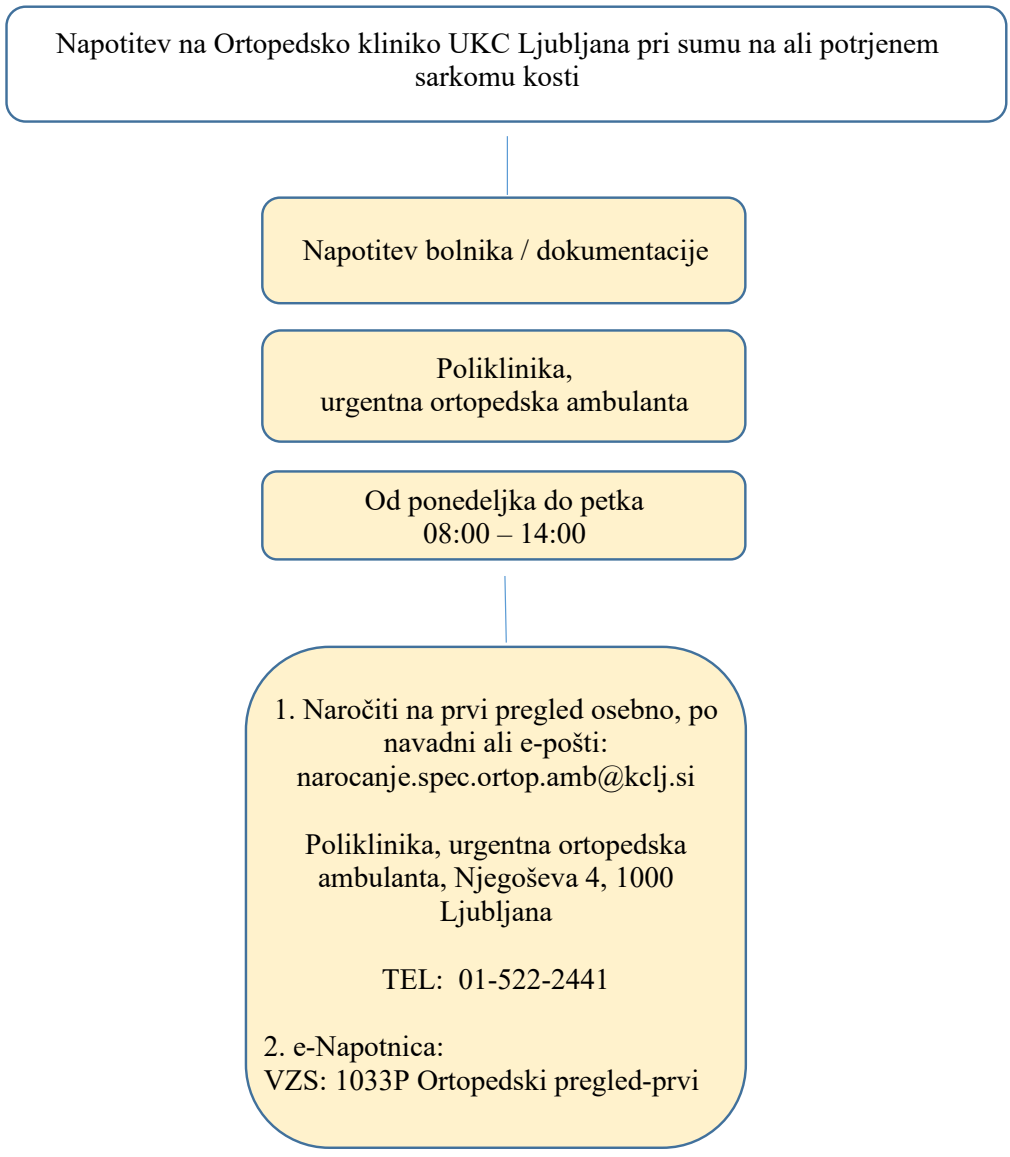 Napotitev na Ortopedsko kliniko UKC Ljubljana pri sumu na ali potrjenem
sarkomu kosti
Napotitev bolnika / dokumentacije
Poliklinika,
urgentna ortopedska ambulanta
Od ponedeljka do petka
08:00 – 14:00
1. Naročiti na prvi pregled osebno, po
navadni ali e-pošti:
narocanje.spec.ortop.amb@kclj.si
Poliklinika, urgentna ortopedska
ambulanta, Njegoševa 4, 1000
Ljubljana
TEL:  01-522-2441
2. e-Napotnica:
VZS: 1033P Ortopedski pregled-prvi